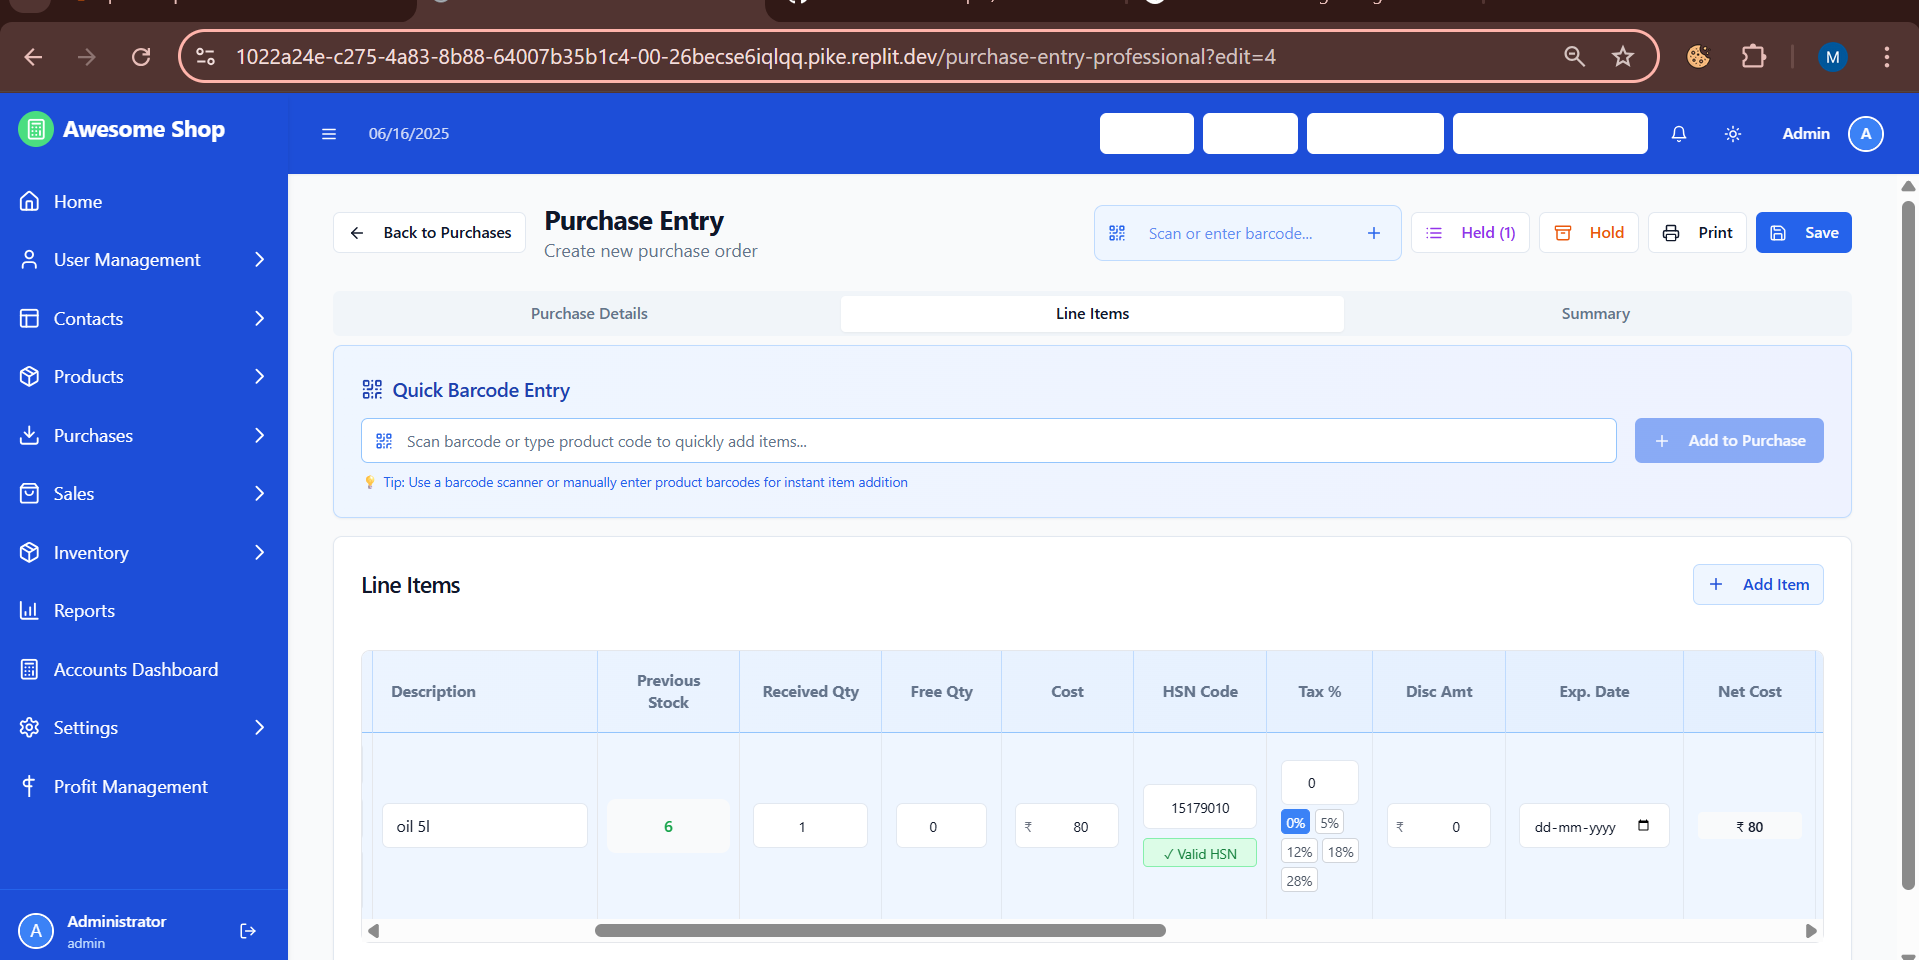 1022a24e-c275-4a83-8b88-64007b35b1c4-00-26becse6iqlqq.pike.replit.dev/purchase-entry-professional?edit=4
M
Awesome Shop
06/16/2025
Admin
A
Home
User Management
Contacts
Products
Purchases
Sales
Inventory
Reports
Accounts Dashboard
Settings
Profit Management
A
Administrator
admin
Back to Purchases
Purchase Entry
Create new purchase order
Scan or enter barcode...
Held (1)
Hold
Print
Save
Purchase Details
Line Items
Summary
Quick Barcode Entry
Scan barcode or type product code to quickly add items...
Add to Purchase
💡 Tip: Use a barcode scanner or manually enter product barcodes for instant item addition
Line Items
Add Item
Description
Previous
Stock
Received Qty
Free Qty
Cost
HSN Code
Tax %
Disc Amt
Exp. Date
Net Cost
oil 5l
6
1
0
₹ 80
15179010
✓ Valid HSN
0
0% 5%
12% 18%
28%
₹ 0
dd-mm-yyyy
₹ 80